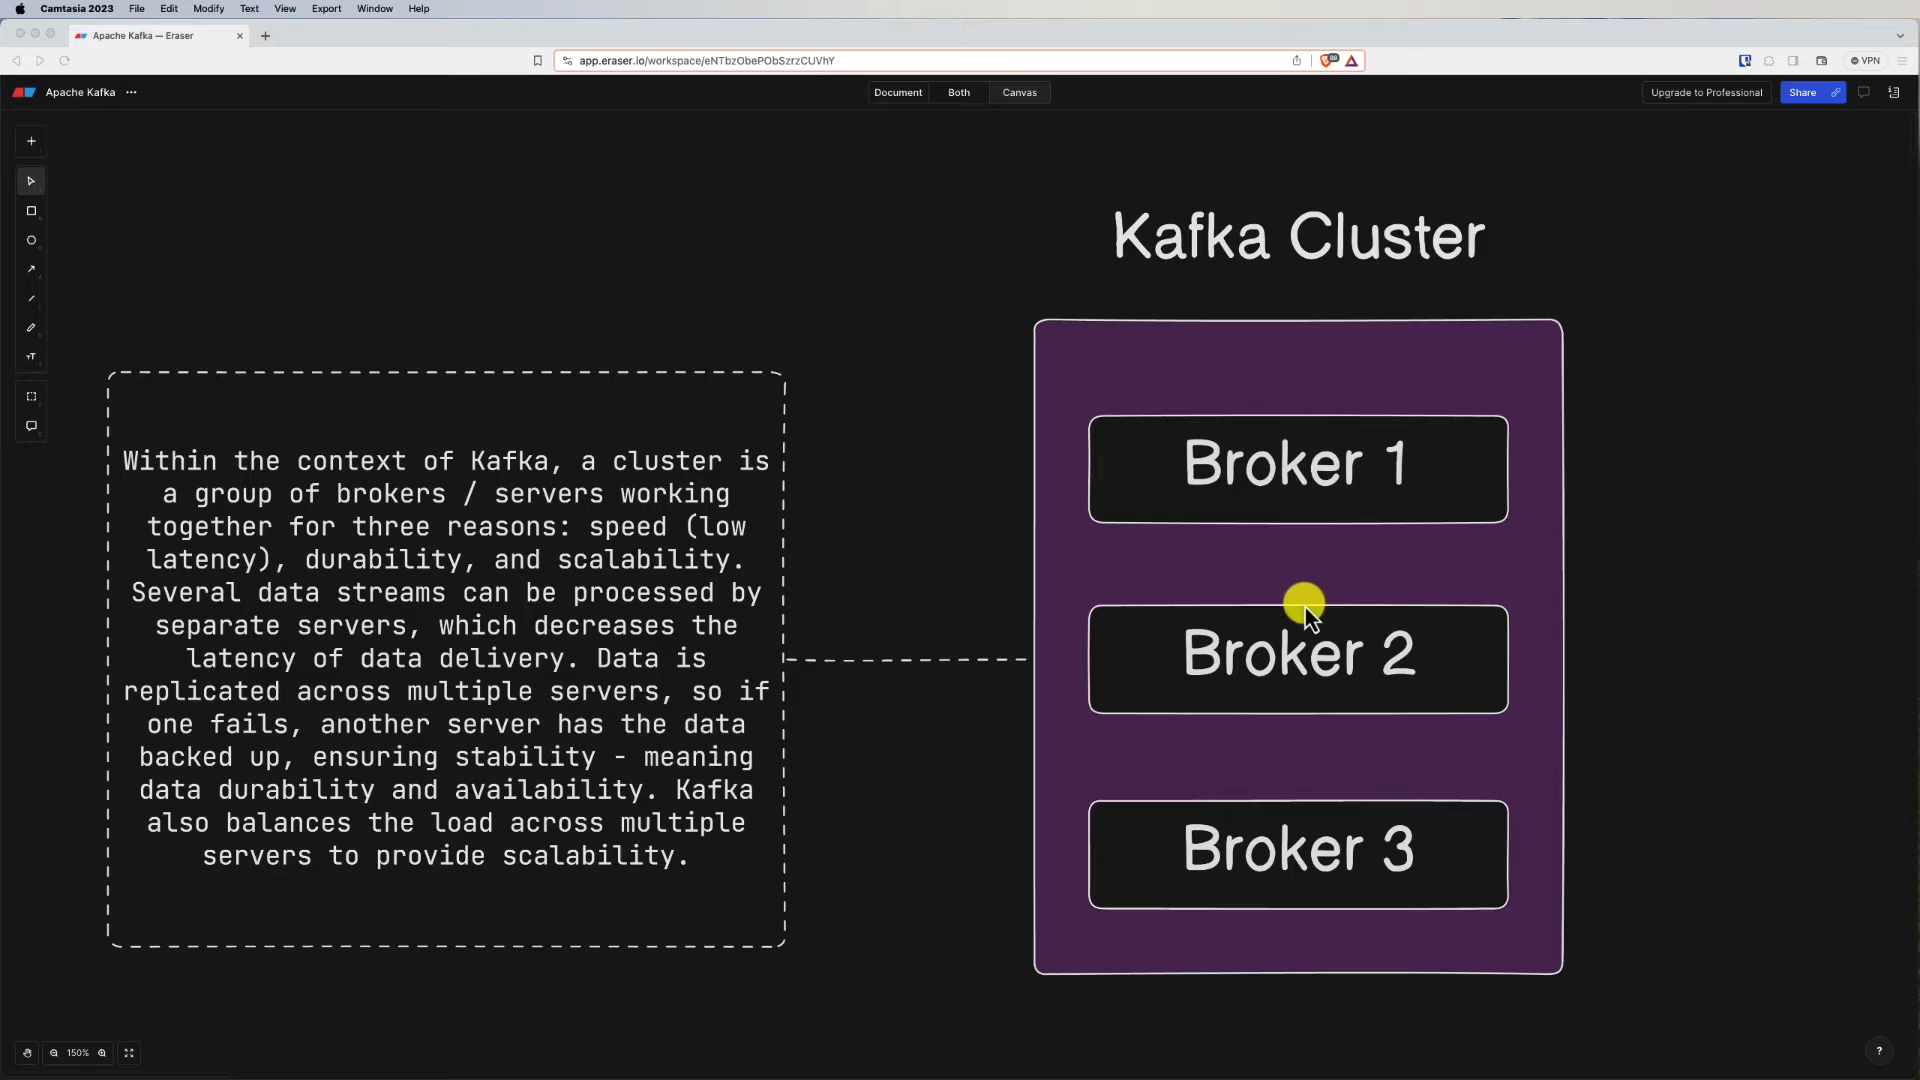 Camtasia 2023 File Edit Modify Text View Export Window Help
Apache Kafka — Eraser
app.eraser.io/workspace/eNTbzObePObSzrzCUVhY
VPN
Apache Kafka
Document Both Canvas
Upgrade to Professional
Share
Kafka Cluster
Within the context of Kafka, a cluster is
a group of brokers / servers working
together for three reasons: speed (low
latency), durability, and scalability.
Several data streams can be processed by
separate servers, which decreases the
latency of data delivery. Data is
replicated across multiple servers, so if
one fails, another server has the data
backed up, ensuring stability - meaning
data durability and availability. Kafka
also balances the load across multiple
servers to provide scalability.
Broker 1
Broker 2
Broker 3
150%
?